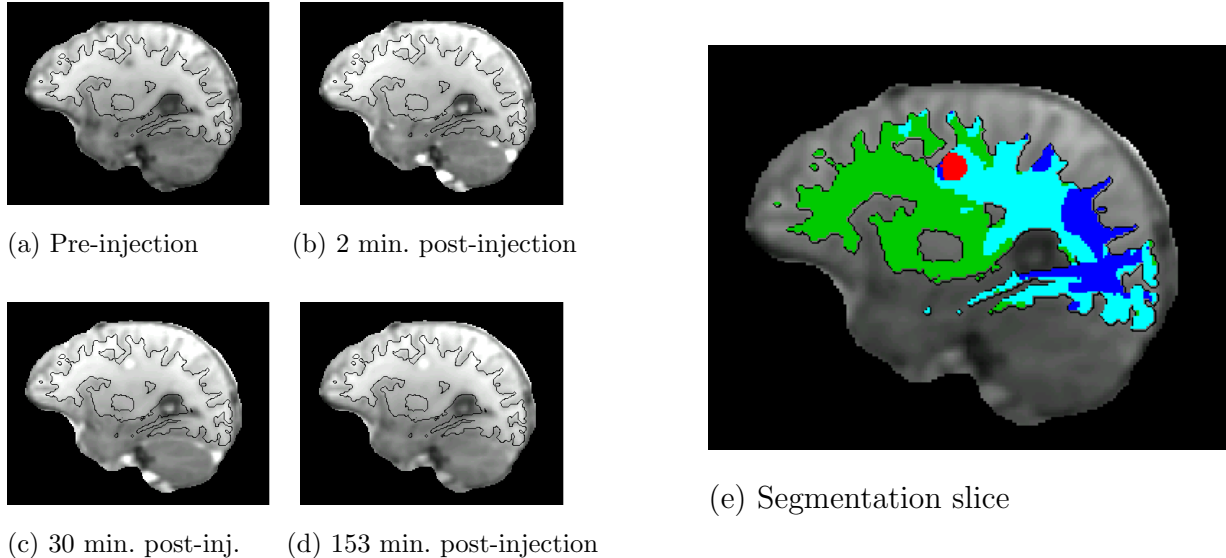 (a) Pre-injection
(b) 2 min. post-injection
(c) 30 min. post-inj.
(d) 153 min. post-injection
(e) Segmentation slice